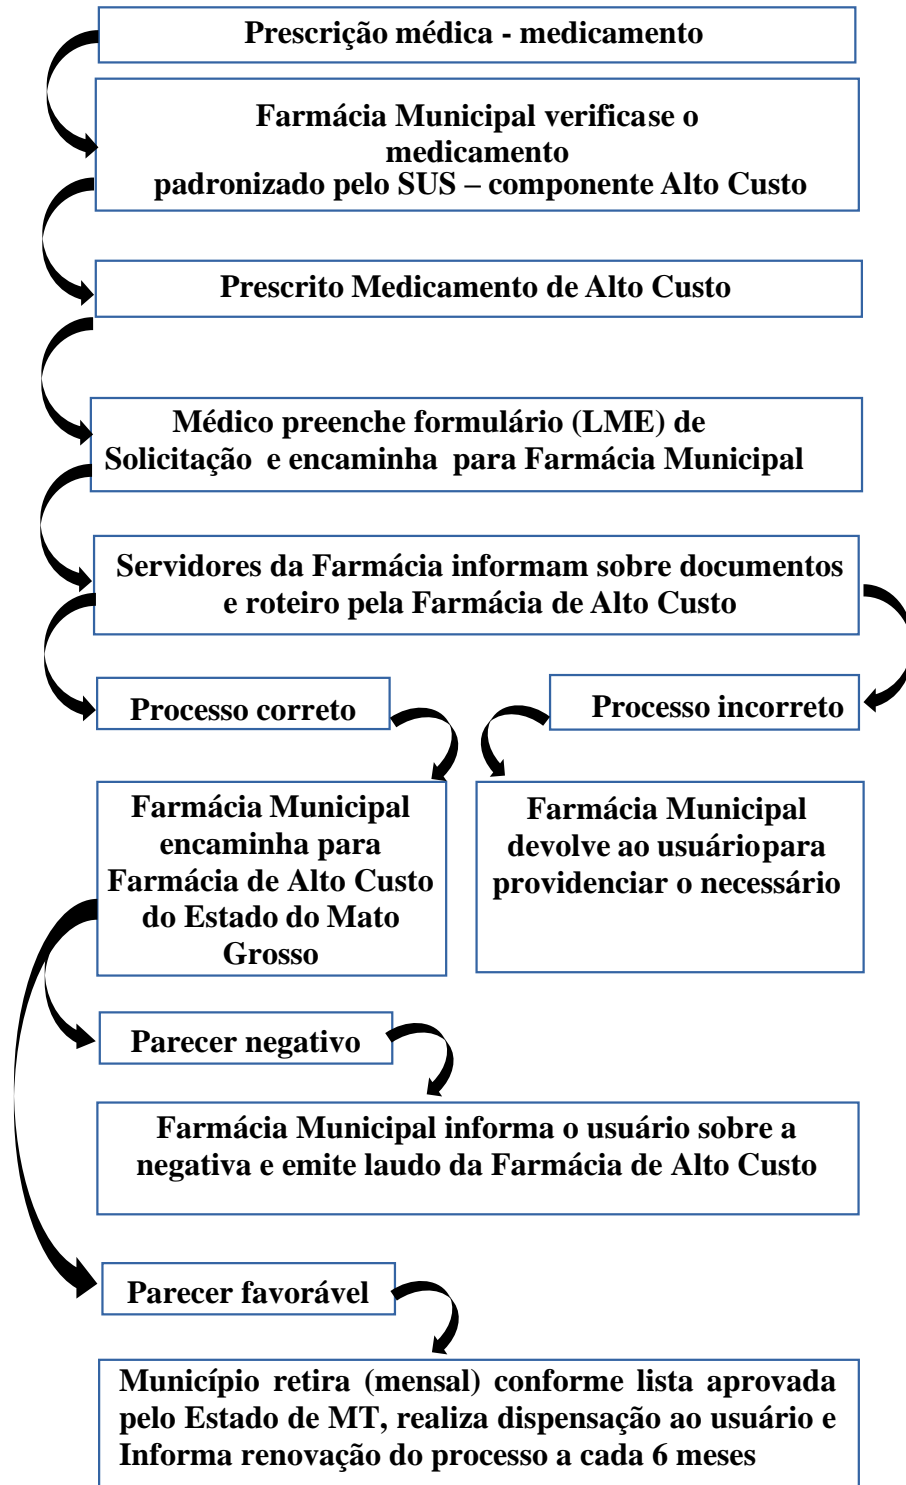 Prescrição médica - medicamento
Farmácia Municipal verificase o
medicamento
padronizado pelo SUS – componente Alto Custo
Prescrito Medicamento de Alto Custo
Médico preenche formulário (LME) de
Solicitação e encaminha para Farmácia Municipal
Servidores da Farmácia informam sobre documentos
e roteiro pela Farmácia de Alto Custo
Processo correto
Processo incorreto
Farmácia Municipal
encaminha para
Farmácia de Alto Custo
do Estado do Mato
Grosso
Farmácia Municipal
devolve ao usuáriopara
providenciar o necessário
Parecer negativo
Farmácia Municipal informa o usuário sobre a
negativa e emite laudo da Farmácia de Alto Custo
Parecer favorável
Município retira (mensal) conforme lista aprovada
pelo Estado de MT, realiza dispensação ao usuário e
Informa renovação do processo a cada 6 meses